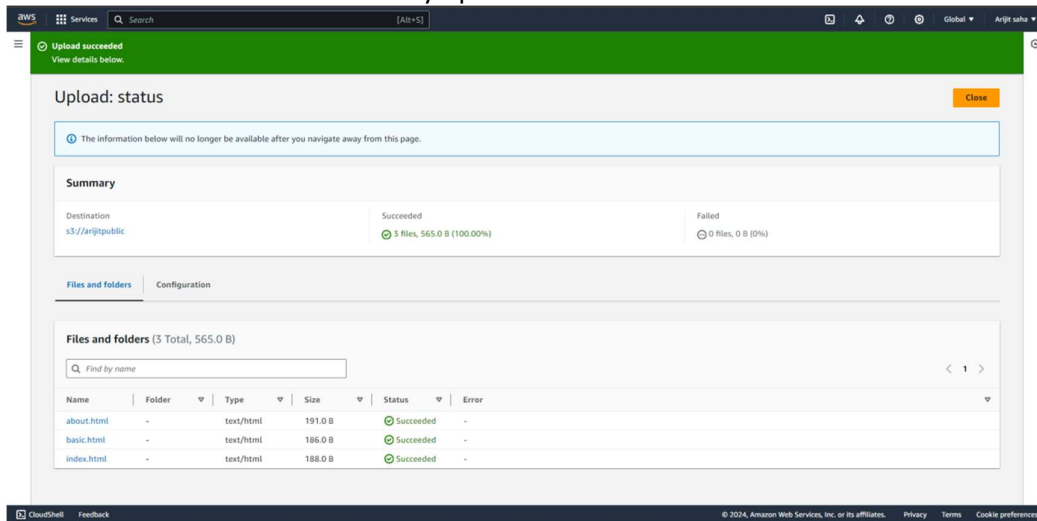 aws Services Search [Alt+S] Global Arijit saha
Upload succeeded
View details below.
Upload: status
Close
The information below will no longer be available after you navigate away from this page.
Summary
Destination Succeeded Failed
s3://arijitpublic 3 files, 565.0 B (100.00%) 0 files, 0 B (0%)
Files and folders Configuration
Files and folders (3 Total, 565.0 B)
Find by name
1
Name Folder Type Size Status Error
about.html - text/html 191.0 B Succeeded -
basic.html - text/html 186.0 B Succeeded -
index.html - text/html 188.0 B Succeeded -
CloudShell Feedback © 2024, Amazon Web Services, Inc. or its affiliates. Privacy Terms Cookie preferences